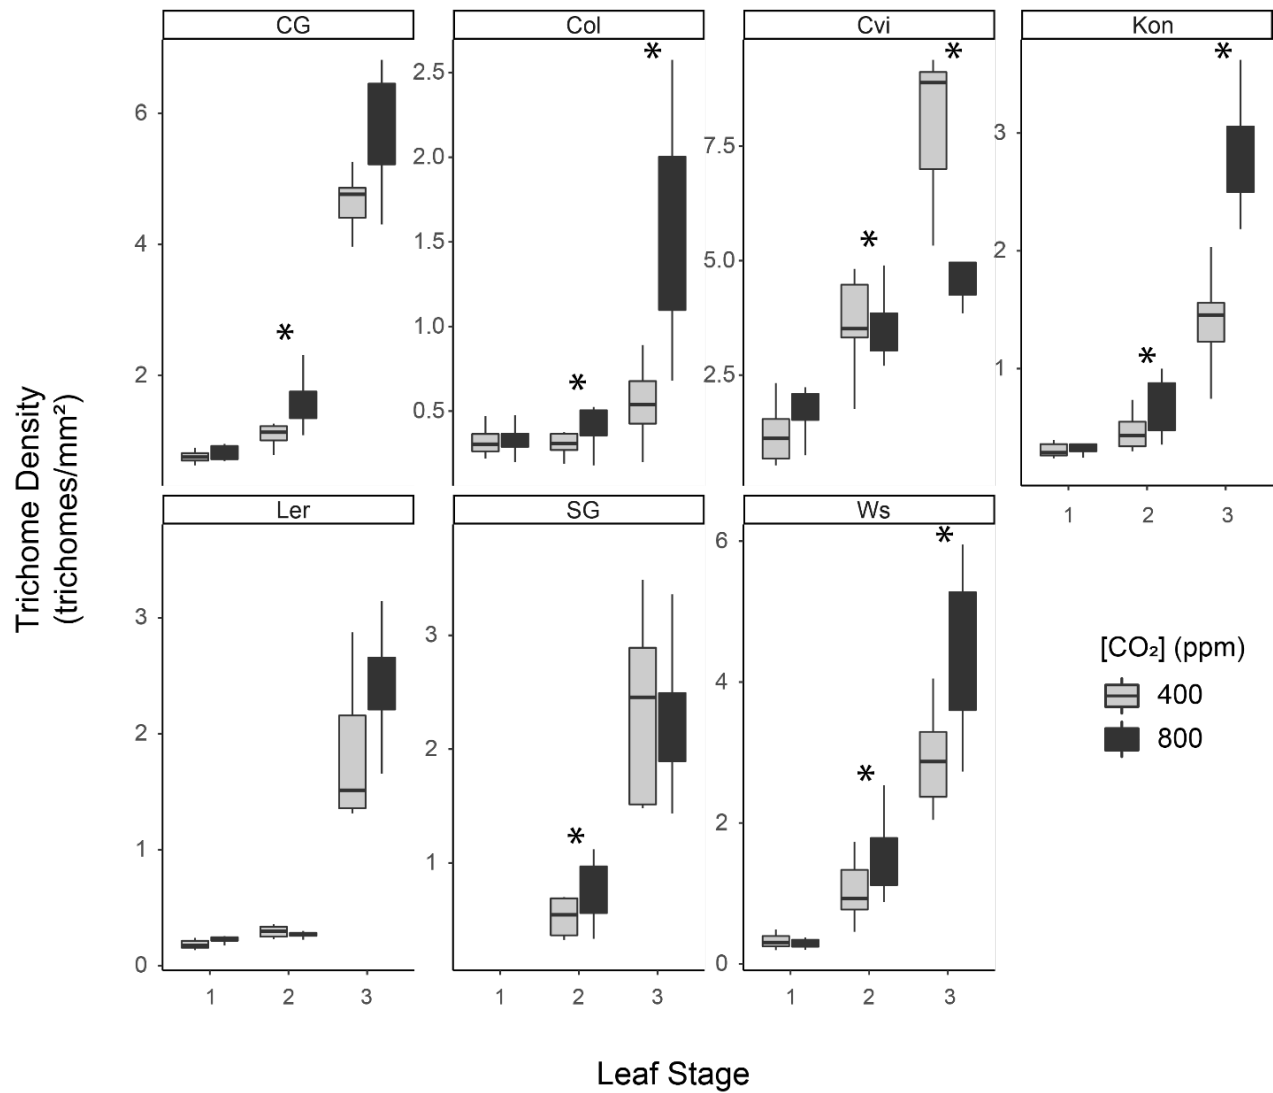 CG
Col
Cvi
Kon
6
4
2
*
2.5
2.0
1.5
1.0
0.5
*
*
7.5
5.0
2.5
*
*
3
2
1
*
*
1 2 3
Trichome Density
(trichomes/mm²)
Ler
SG
Ws
3
2
1
0
1 2 3
3
2
1
*
1 2 3
6
4
2
0
*
*
1 2 3
[CO₂] (ppm)
400
800
Leaf Stage